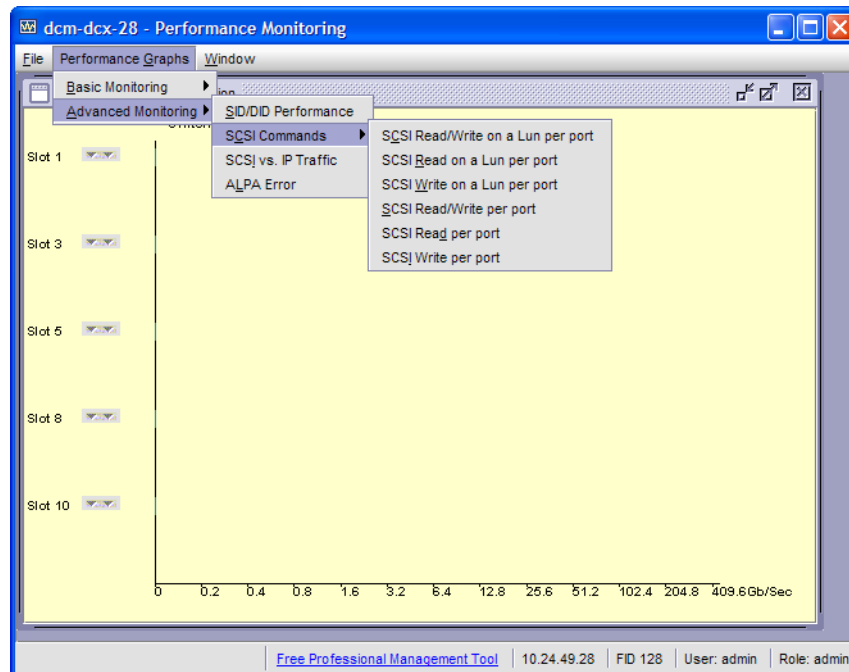 dcm-dcx-28 - Performance Monitoring
File Performance Graphs Window
Basic Monitoring
Advanced Monitoring
SID/DID Performance
SCSI Commands
SCSI vs. IP Traffic
ALPA Error
SCSI Read/Write on a Lun per port
SCSI Read on a Lun per port
SCSI Write on a Lun per port
SCSI Read/Write per port
SCSI Read per port
SCSI Write per port
Slot 1
Slot 3
Slot 5
Slot 8
Slot 10
0 0.2 0.4 0.8 1.6 3.2 6.4 12.8 25.6 51.2 102.4 204.8 409.6Gb/Sec
Free Professional Management Tool 10.24.49.28 FID 128 User: admin Role: admin